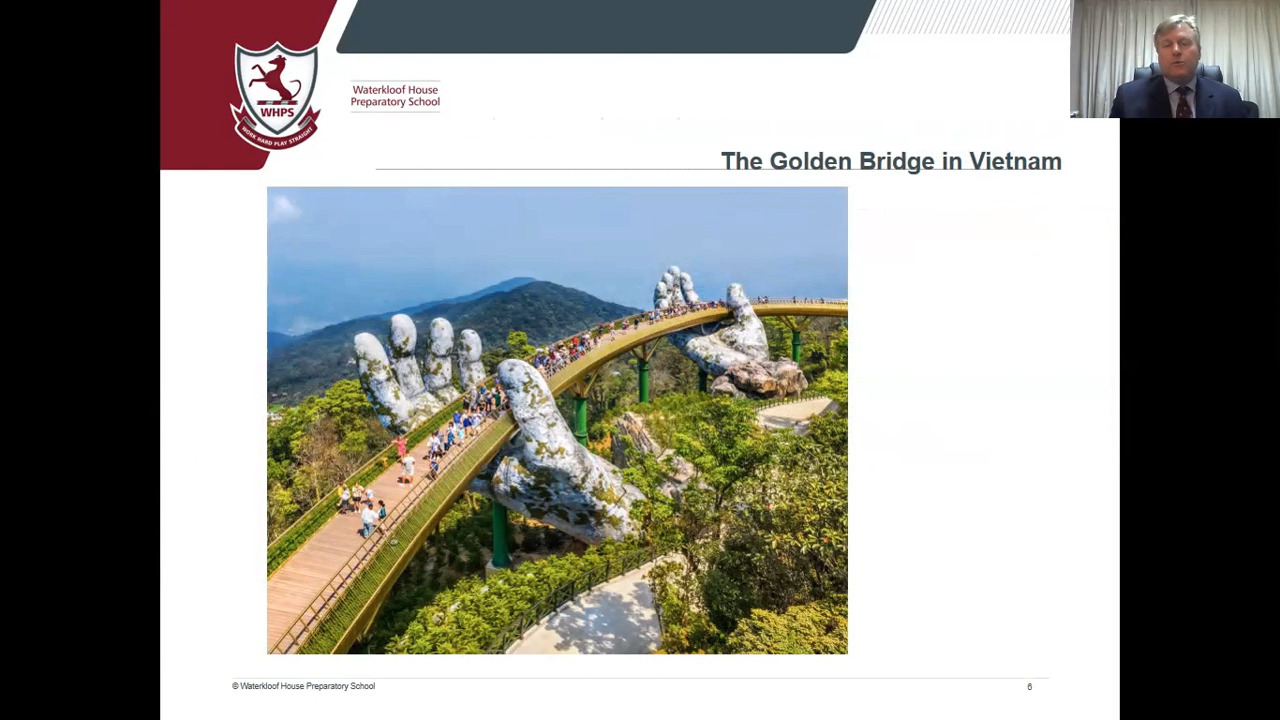 WHPS
WORK HARD PLAY STRAIGHT
Waterkloof House
Preparatory School
The Golden Bridge in Vietnam
© Waterkloof House Preparatory School
6